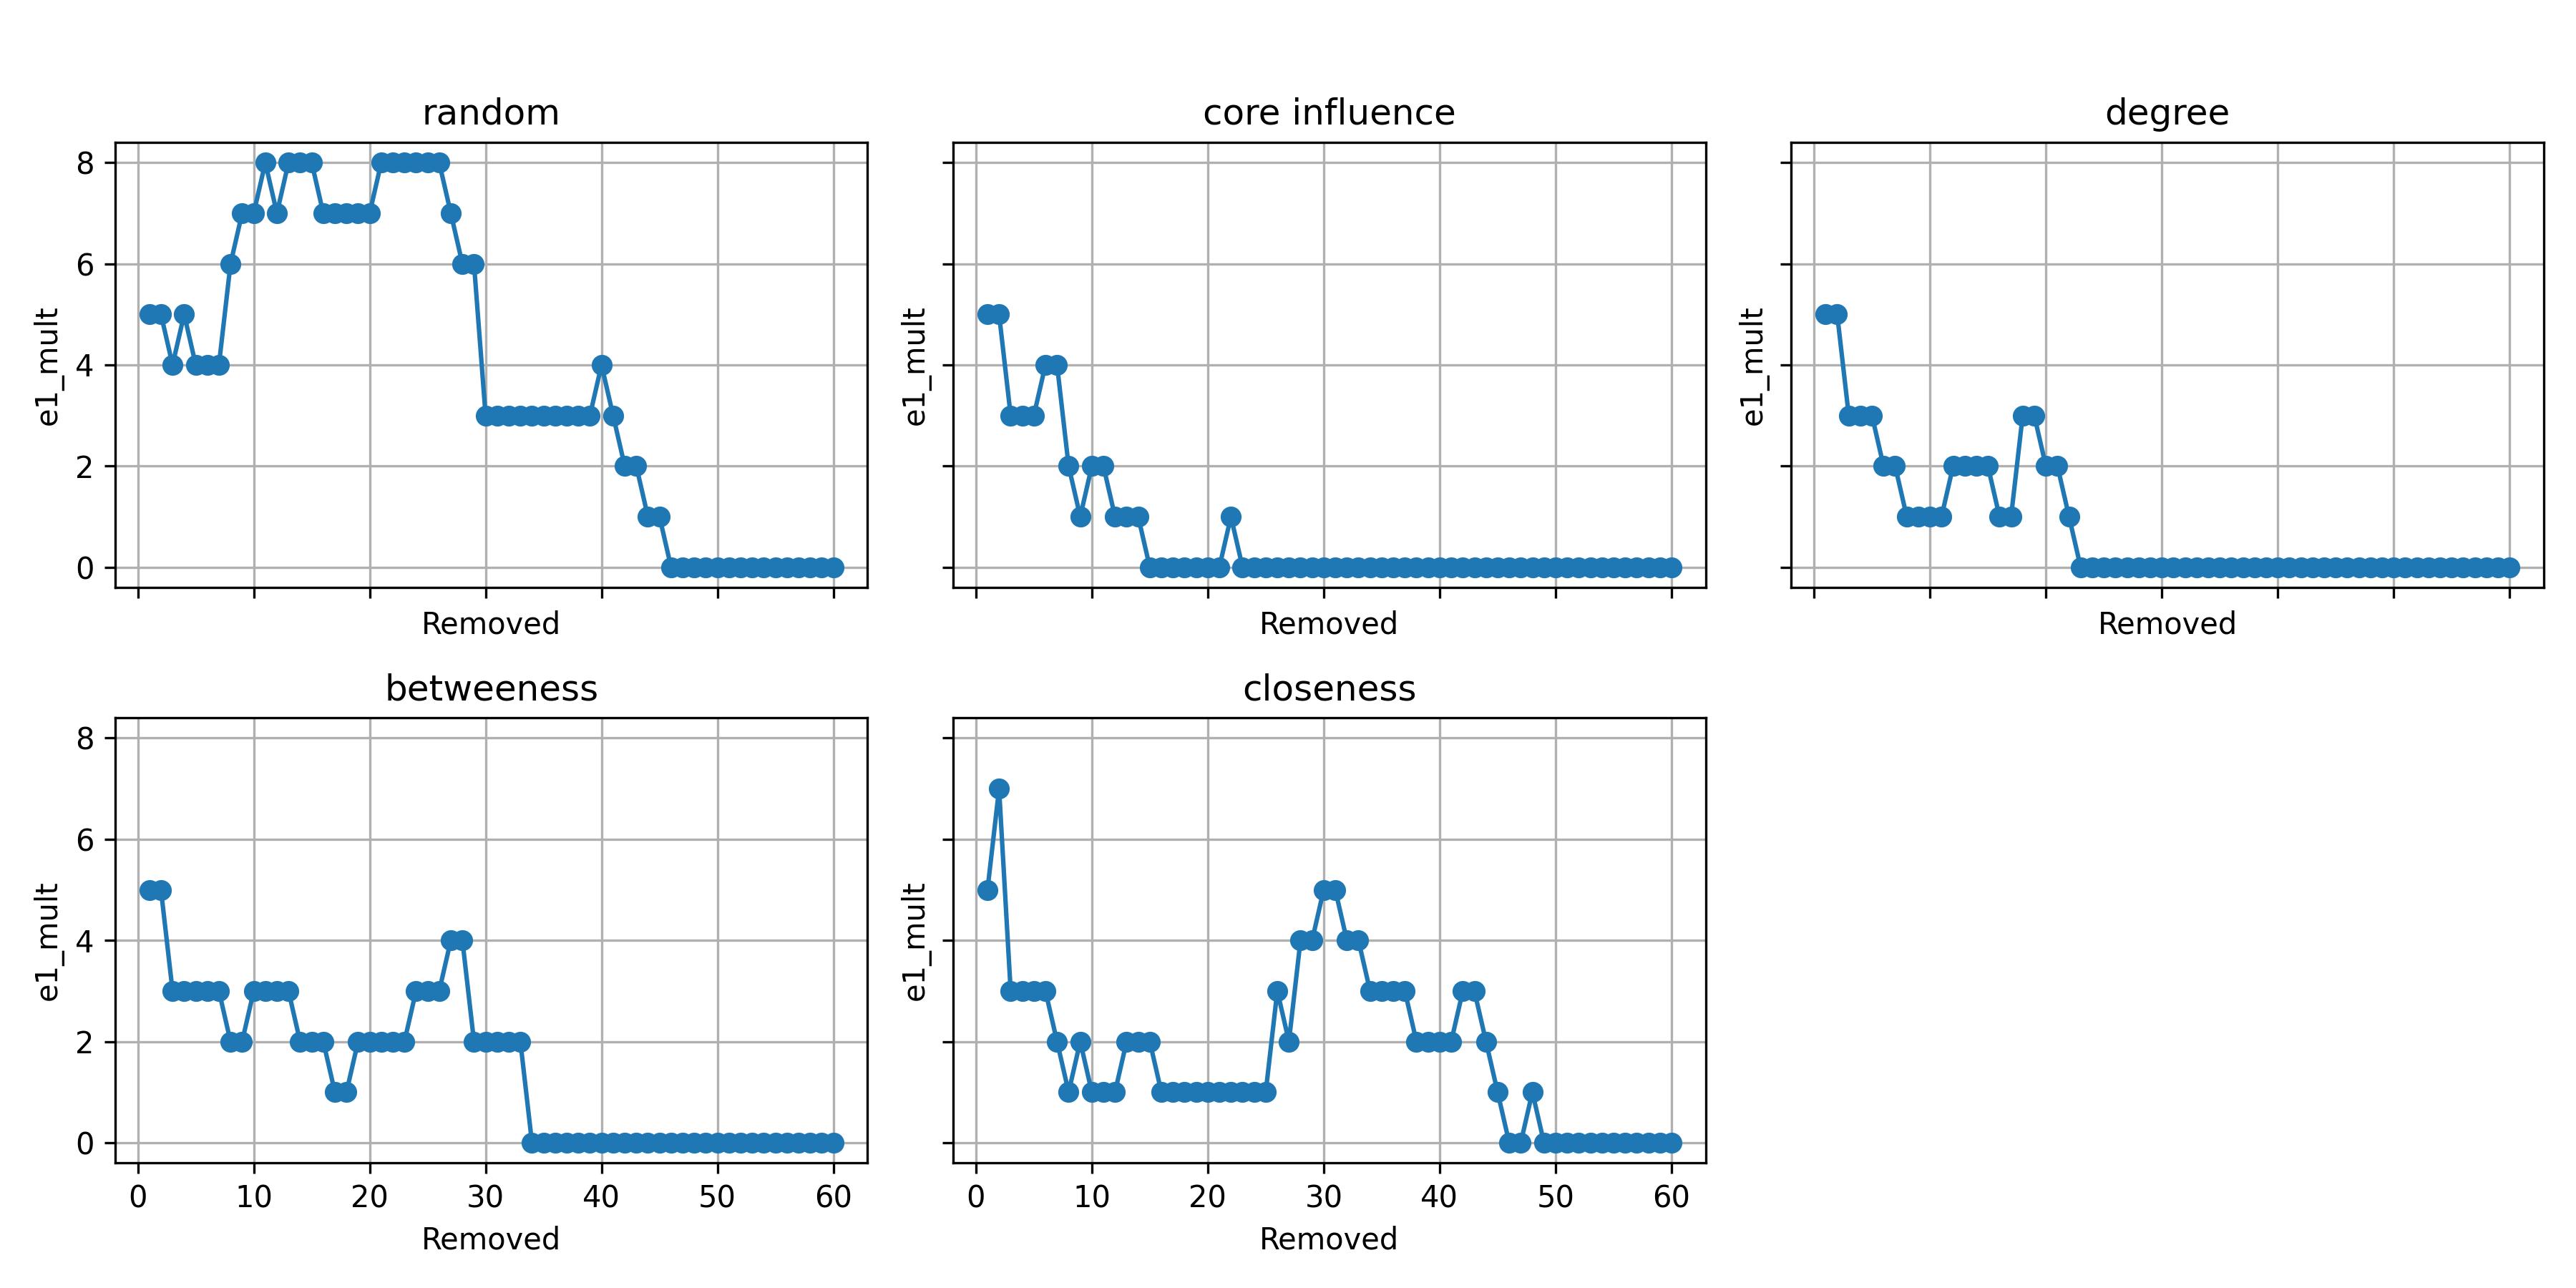 random
8
6
4
2
0
e1_mult
Removed
core influence
e1_mult
Removed
degree
e1_mult
Removed
betweeness
8
6
4
2
0
e1_mult
0 10 20 30 40 50 60
Removed
closeness
e1_mult
0 10 20 30 40 50 60
Removed